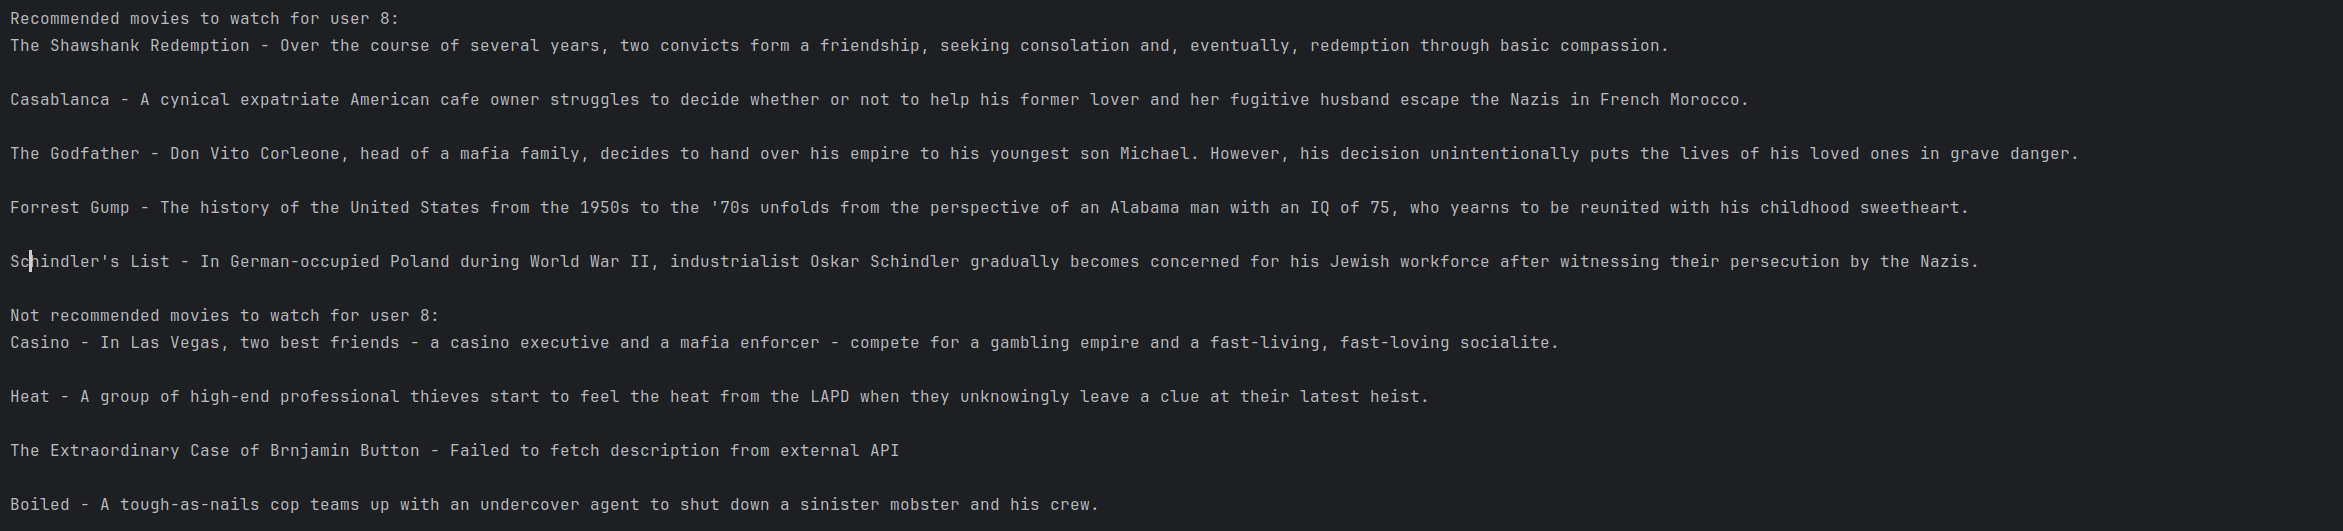 Recommended movies to watch for user 8:
The Shawshank Redemption - Over the course of several years, two convicts form a friendship, seeking consolation and, eventually, redemption through basic compassion.
Casablanca - A cynical expatriate American cafe owner struggles to decide whether or not to help his former lover and her fugitive husband escape the Nazis in French Morocco.
The Godfather - Don Vito Corleone, head of a mafia family, decides to hand over his empire to his youngest son Michael. However, his decision unintentionally puts the lives of his loved ones in grave danger.
Forrest Gump - The history of the United States from the 1950s to the '70s unfolds from the perspective of an Alabama man with an IQ of 75, who yearns to be reunited with his childhood sweetheart.
Schindler's List - In German-occupied Poland during World War II, industrialist Oskar Schindler gradually becomes concerned for his Jewish workforce after witnessing their persecution by the Nazis.
Not recommended movies to watch for user 8:
Casino - In Las Vegas, two best friends - a casino executive and a mafia enforcer - compete for a gambling empire and a fast-living, fast-loving socialite.
Heat - A group of high-end professional thieves start to feel the heat from the LAPD when they unknowingly leave a clue at their latest heist.
The Extraordinary Case of Brnjamin Button - Failed to fetch description from external API
Boiled - A tough-as-nails cop teams up with an undercover agent to shut down a sinister mobster and his crew.